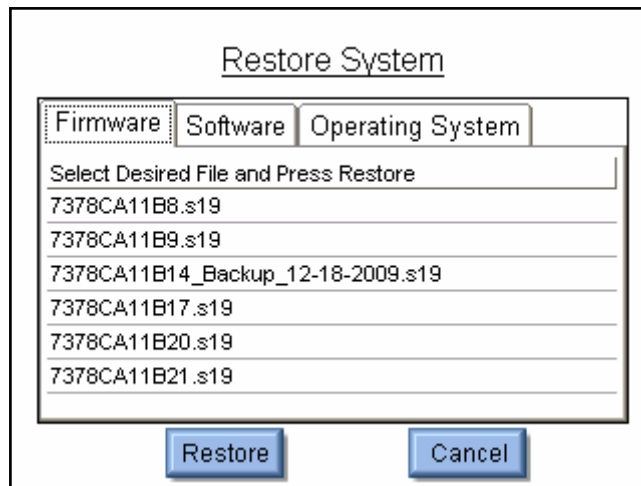 Restore System
Firmware Software Operating System
Select Desired File and Press Restore
7378CA11B8.s19
7378CA11B9.s19
7378CA11B14_Backup_12-18-2009.s19
7378CA11B17.s19
7378CA11B20.s19
7378CA11B21.s19
Restore Cancel